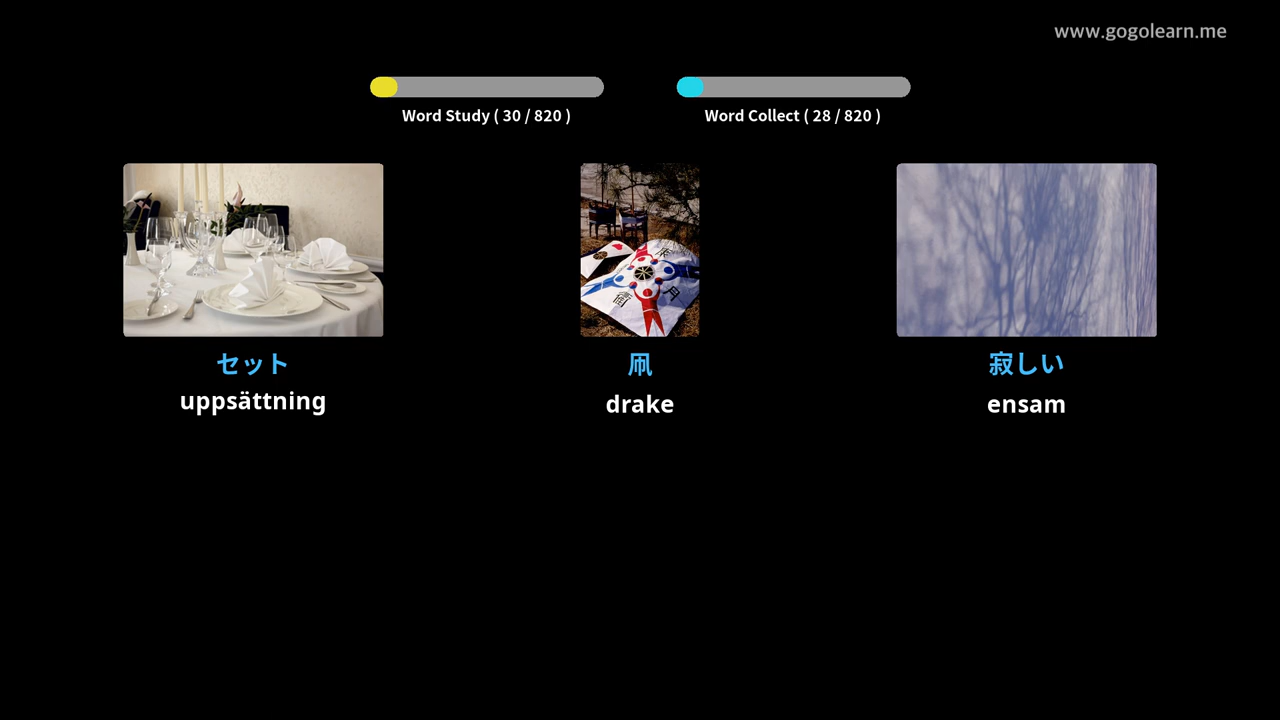 www.gogolearn.me
Word Study ( 30 / 820 )
Word Collect ( 28 / 820 )
セット
凧
寂しい
uppsättning
drake
ensam